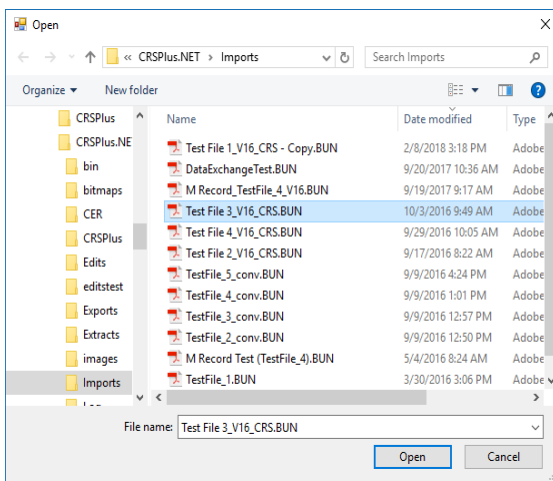 Open
« CRSPlus.NET > Imports
Search Imports
Organize
New folder
CRSPlus
CRSPlus.NE
bin
bitmaps
CER
CRSPlus
Edits
editstest
Exports
Extracts
images
Imports
Name Date modified Type
Test File 1_V16_CRS - Copy.BUN 2/8/2018 3:18 PM Adobe
DataExchangeTest.BUN 9/20/2017 10:36 AM Adobe
M Record_TestFile_4_V16.BUN 9/19/2017 9:17 AM Adobe
Test File 3_V16_CRS.BUN 10/3/2016 9:49 AM Adobe
Test File 4_V16_CRS.BUN 9/29/2016 10:05 AM Adobe
Test File 2_V16_CRS.BUN 9/17/2016 8:22 AM Adobe
TestFile_5_conv.BUN 9/9/2016 4:24 PM Adobe
TestFile_4_conv.BUN 9/9/2016 1:01 PM Adobe
TestFile_3_conv.BUN 9/9/2016 12:57 PM Adobe
TestFile_2_conv.BUN 9/9/2016 12:50 PM Adobe
M Record Test (TestFile_4).BUN 5/4/2016 8:24 AM Adobe
TestFile_1.BUN 3/30/2016 3:06 PM Adobe
File name: Test File 3_V16_CRS.BUN
Open
Cancel